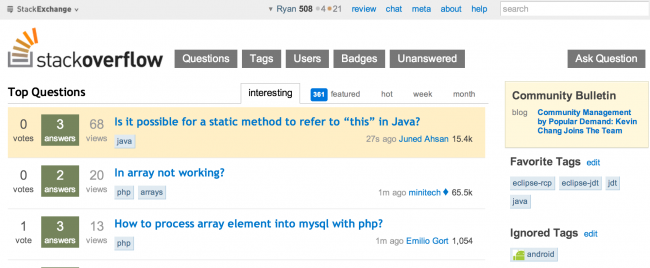 StackExchange Ryan 508 4 21 review chat meta about help search
stackoverflow Questions Tags Users Badges Unanswered Ask Question
Top Questions interesting 361 featured hot week month
0 votes 3 answers 68 views
Is it possible for a static method to refer to “this” in Java?
java
27s ago Juned Ahsan 15.4k
0 votes 2 answers 20 views
In array not working?
php arrays
1m ago minitech 65.5k
1 vote 3 answers 13 views
How to process array element into mysql with php?
php
1m ago Emilio Gort 1,054
Community Bulletin
blog Community Management
by Popular Demand: Kevin
Chang Joins The Team
Favorite Tags edit
eclipse-rcp eclipse-jdt jdt
java
Ignored Tags edit
android